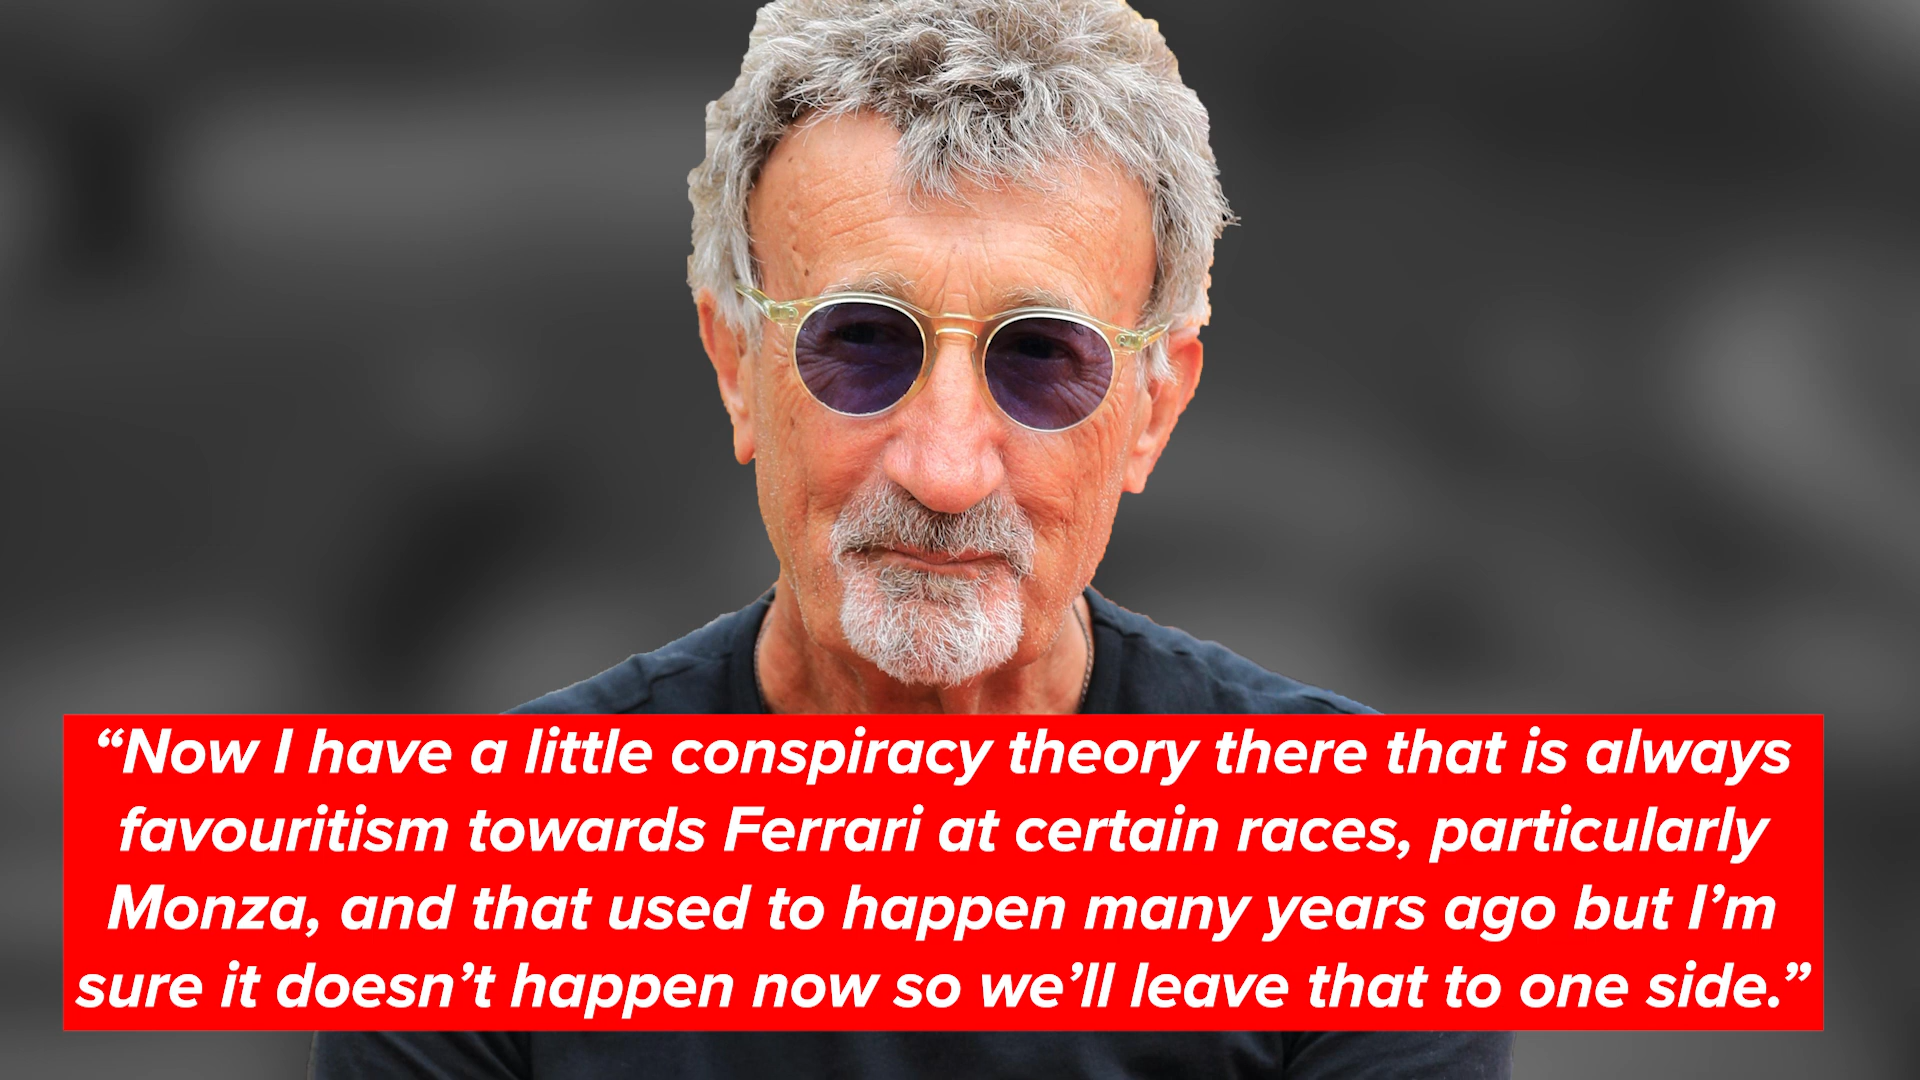 “Now I have a little conspiracy theory there that is always
favouritism towards Ferrari at certain races, particularly
Monza, and that used to happen many years ago but I’m
sure it doesn’t happen now so we’ll leave that to one side.”